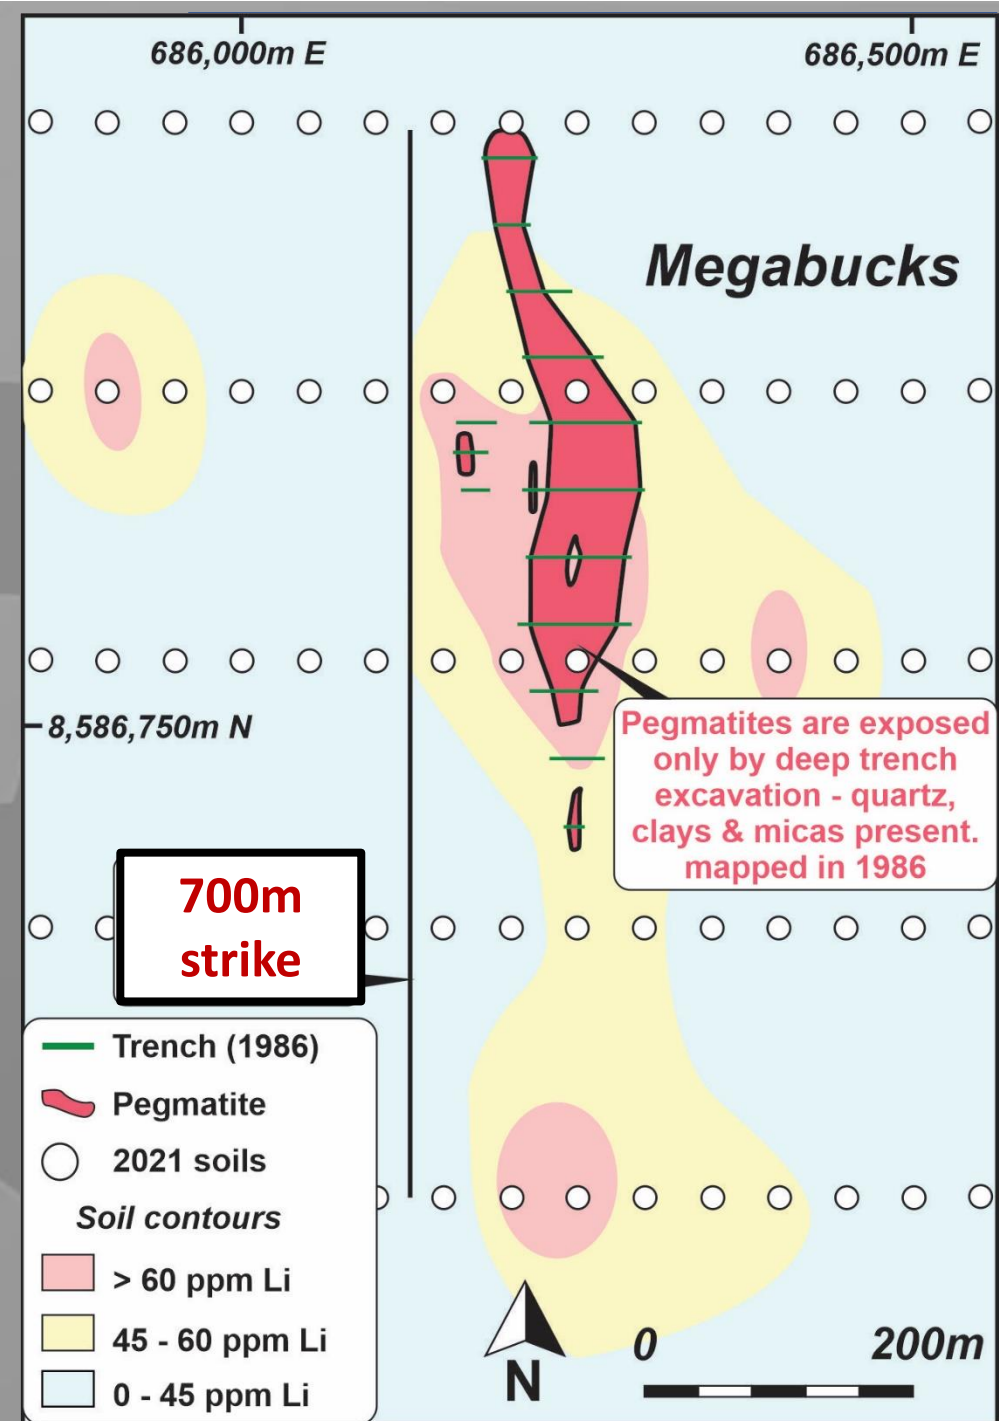 686,000m E
686,500m E
Megabucks
8,586,750m N
Pegmatites are exposed
only by deep trench
excavation - quartz,
clays & micas present.
mapped in 1986
700m
strike
Trench (1986)
Pegmatite
2021 soils
Soil contours
> 60 ppm Li
45 - 60 ppm Li
0 - 45 ppm Li
N
0
200m